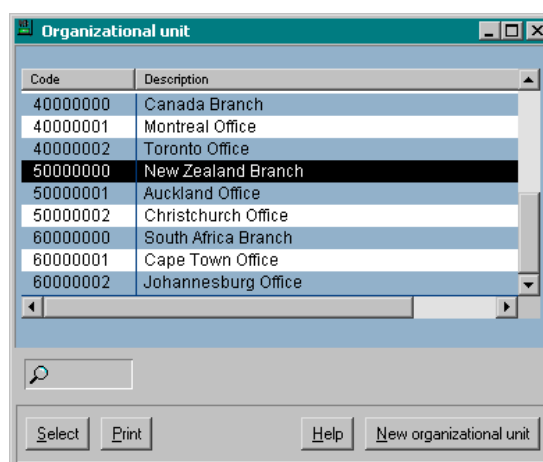 Organizational unit
Code Description
40000000 Canada Branch
40000001 Montreal Office
40000002 Toronto Office
50000000 New Zealand Branch
50000001 Auckland Office
50000002 Christchurch Office
60000000 South Africa Branch
60000001 Cape Town Office
60000002 Johannesburg Office
Select Print Help New organizational unit